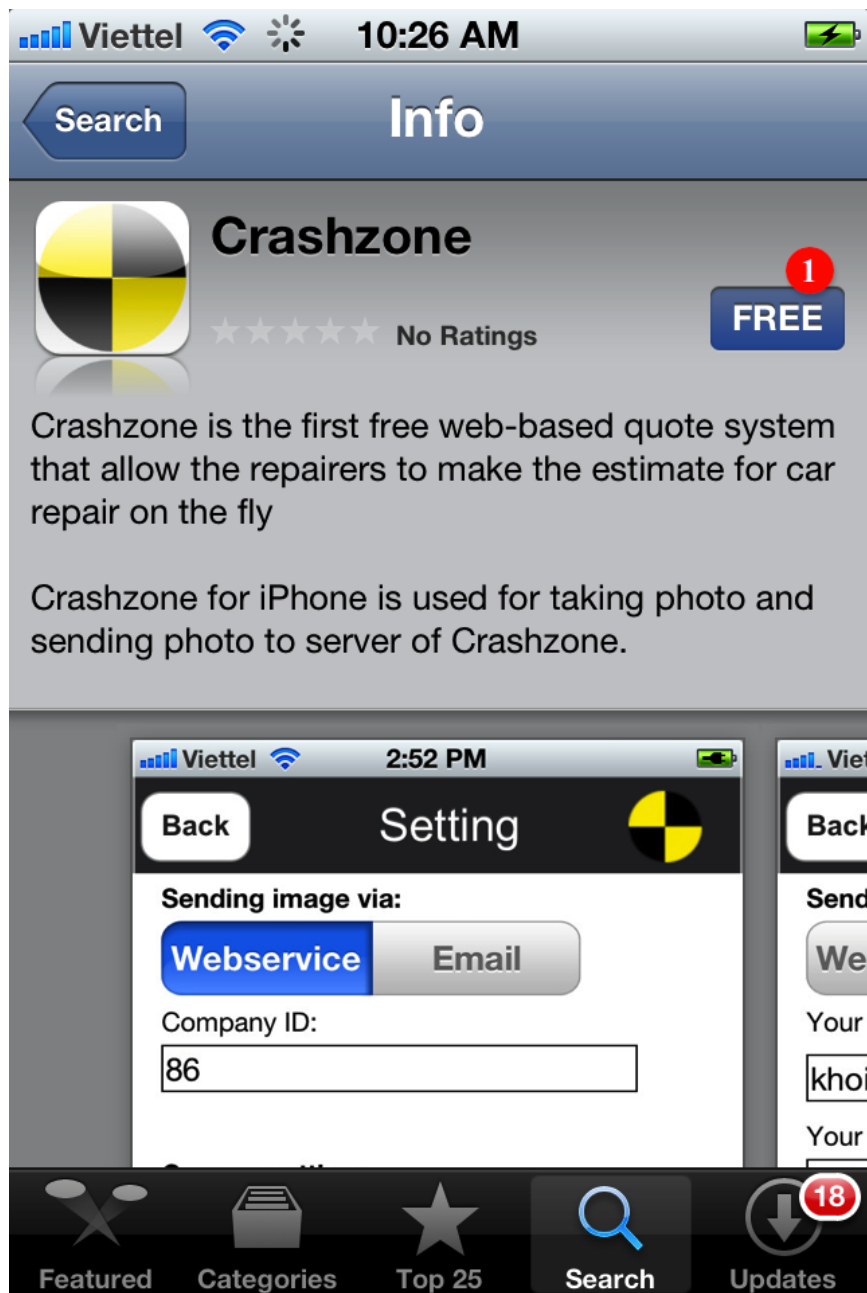 Viettel 10:26 AM
Search Info
Crashzone
1
FREE
No Ratings
Crashzone is the first free web-based quote system
that allow the repairers to make the estimate for car
repair on the fly
Crashzone for iPhone is used for taking photo and
sending photo to server of Crashzone.
Viettel 2:52 PM
Back Setting
Sending image via:
Webservice Email
Company ID:
86
Your
khoi
Your
18
Featured Categories Top 25 Search Updates